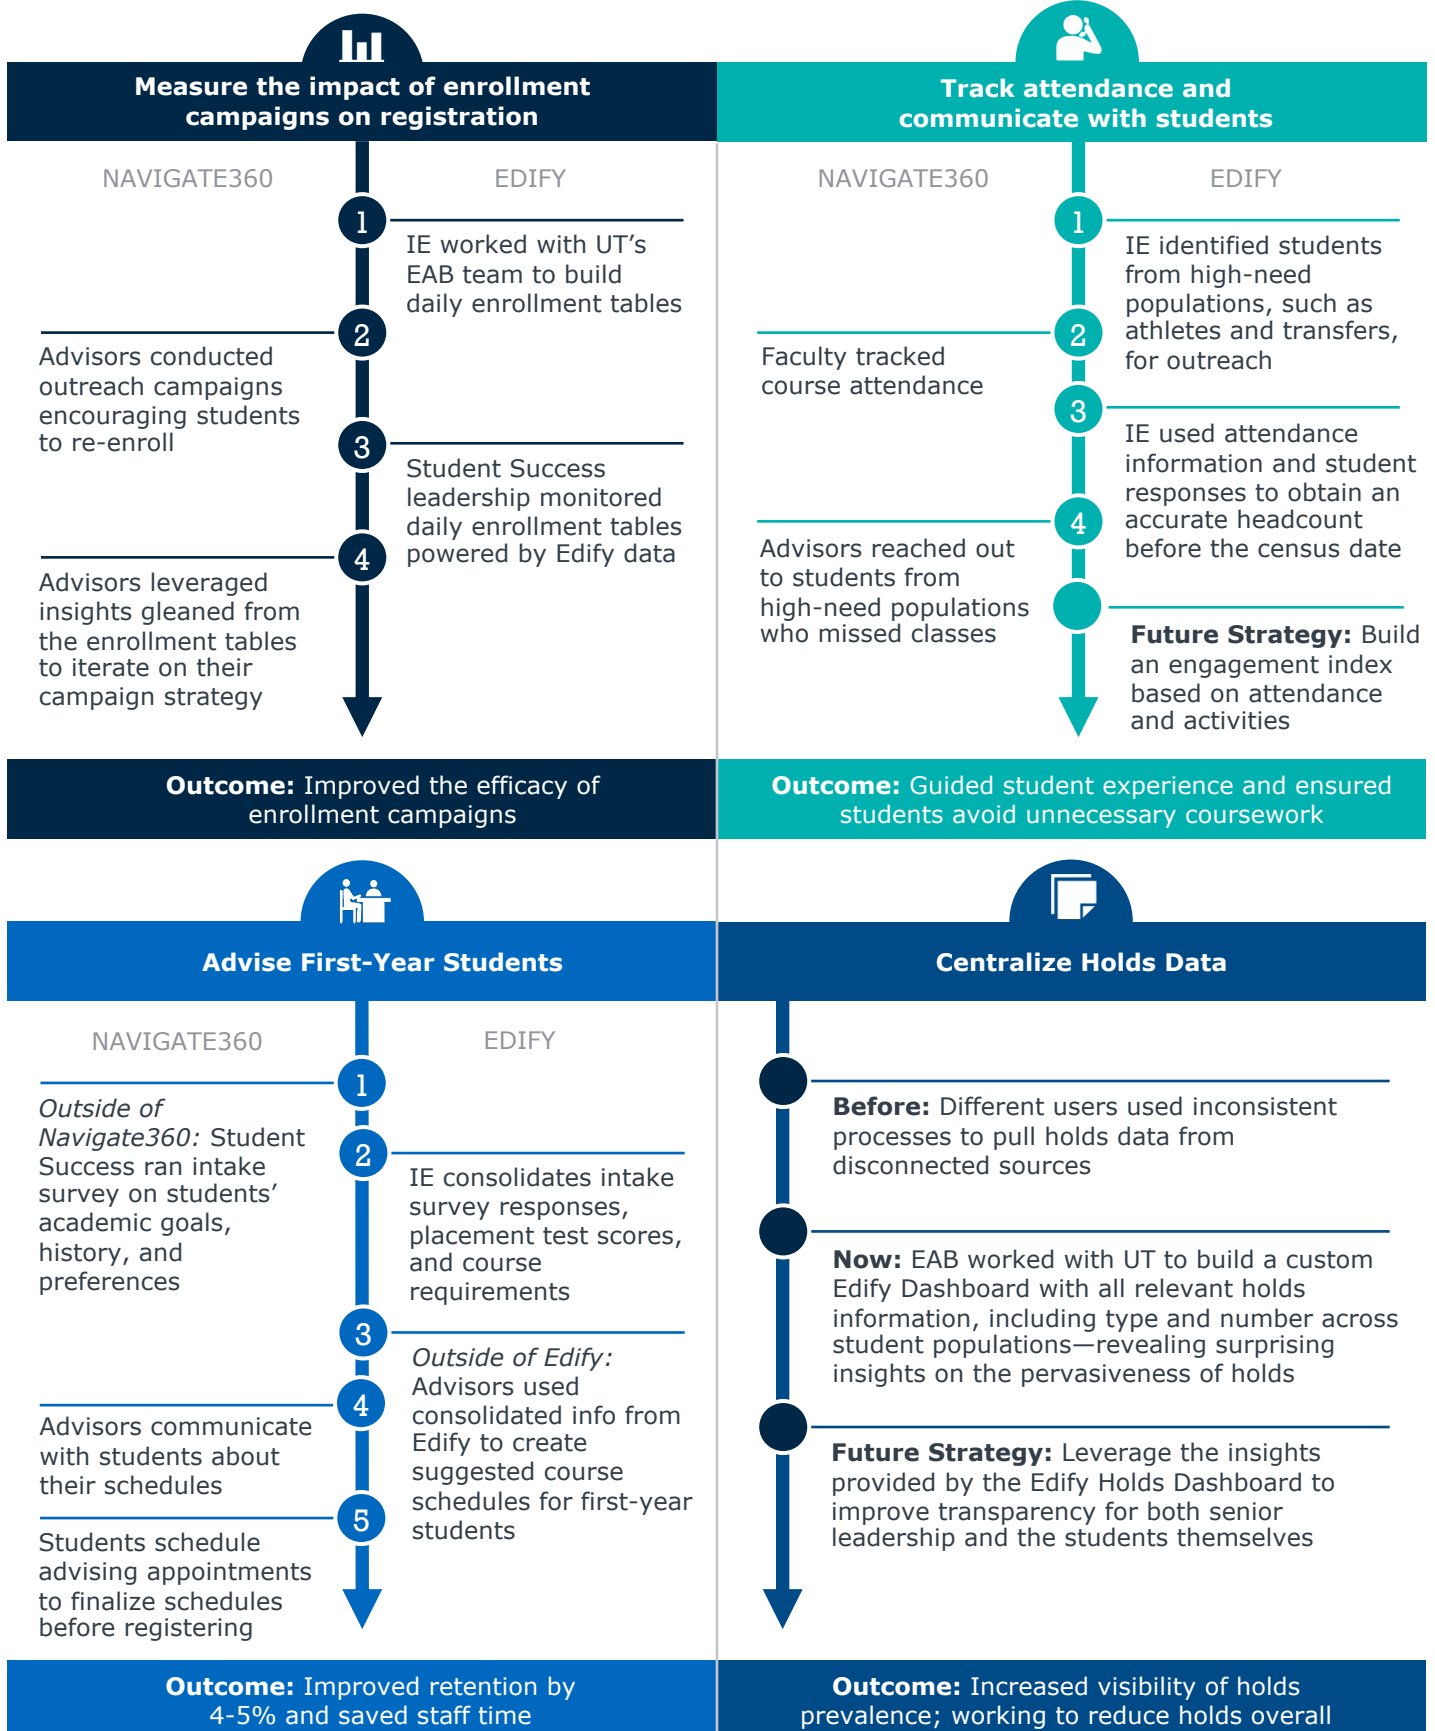 Measure the impact of enrollment
campaigns on registration
NAVIGATE360
EDIFY
1
IE worked with UT’s
EAB team to build
daily enrollment tables
2
Advisors conducted
outreach campaigns
encouraging students
to re-enroll
3
Student Success
leadership monitored
daily enrollment tables
powered by Edify data
4
Advisors leveraged
insights gleaned from
the enrollment tables
to iterate on their
campaign strategy
Outcome: Improved the efficacy of
enrollment campaigns
Track attendance and
communicate with students
NAVIGATE360
EDIFY
1
IE identified students
from high-need
populations, such as
athletes and transfers,
for outreach
2
Faculty tracked
course attendance
3
IE used attendance
information and student
responses to obtain an
accurate headcount
before the census date
4
Advisors reached out
to students from
high-need populations
who missed classes
Future Strategy: Build
an engagement index
based on attendance
and activities
Outcome: Guided student experience and ensured
students avoid unnecessary coursework
Advise First-Year Students
NAVIGATE360
EDIFY
1
Outside of
Navigate360: Student
Success ran intake
survey on students’
academic goals,
history, and
preferences
2
IE consolidates intake
survey responses,
placement test scores,
and course
requirements
3
Outside of Edify:
Advisors used
consolidated info from
Edify to create
suggested course
schedules for first-year
students
4
Advisors communicate
with students about
their schedules
5
Students schedule
advising appointments
to finalize schedules
before registering
Outcome: Improved retention by
4-5% and saved staff time
Centralize Holds Data
Before: Different users used inconsistent
processes to pull holds data from
disconnected sources
Now: EAB worked with UT to build a custom
Edify Dashboard with all relevant holds
information, including type and number across
student populations—revealing surprising
insights on the pervasiveness of holds
Future Strategy: Leverage the insights
provided by the Edify Holds Dashboard to
improve transparency for both senior
leadership and the students themselves
Outcome: Increased visibility of holds
prevalence; working to reduce holds overall